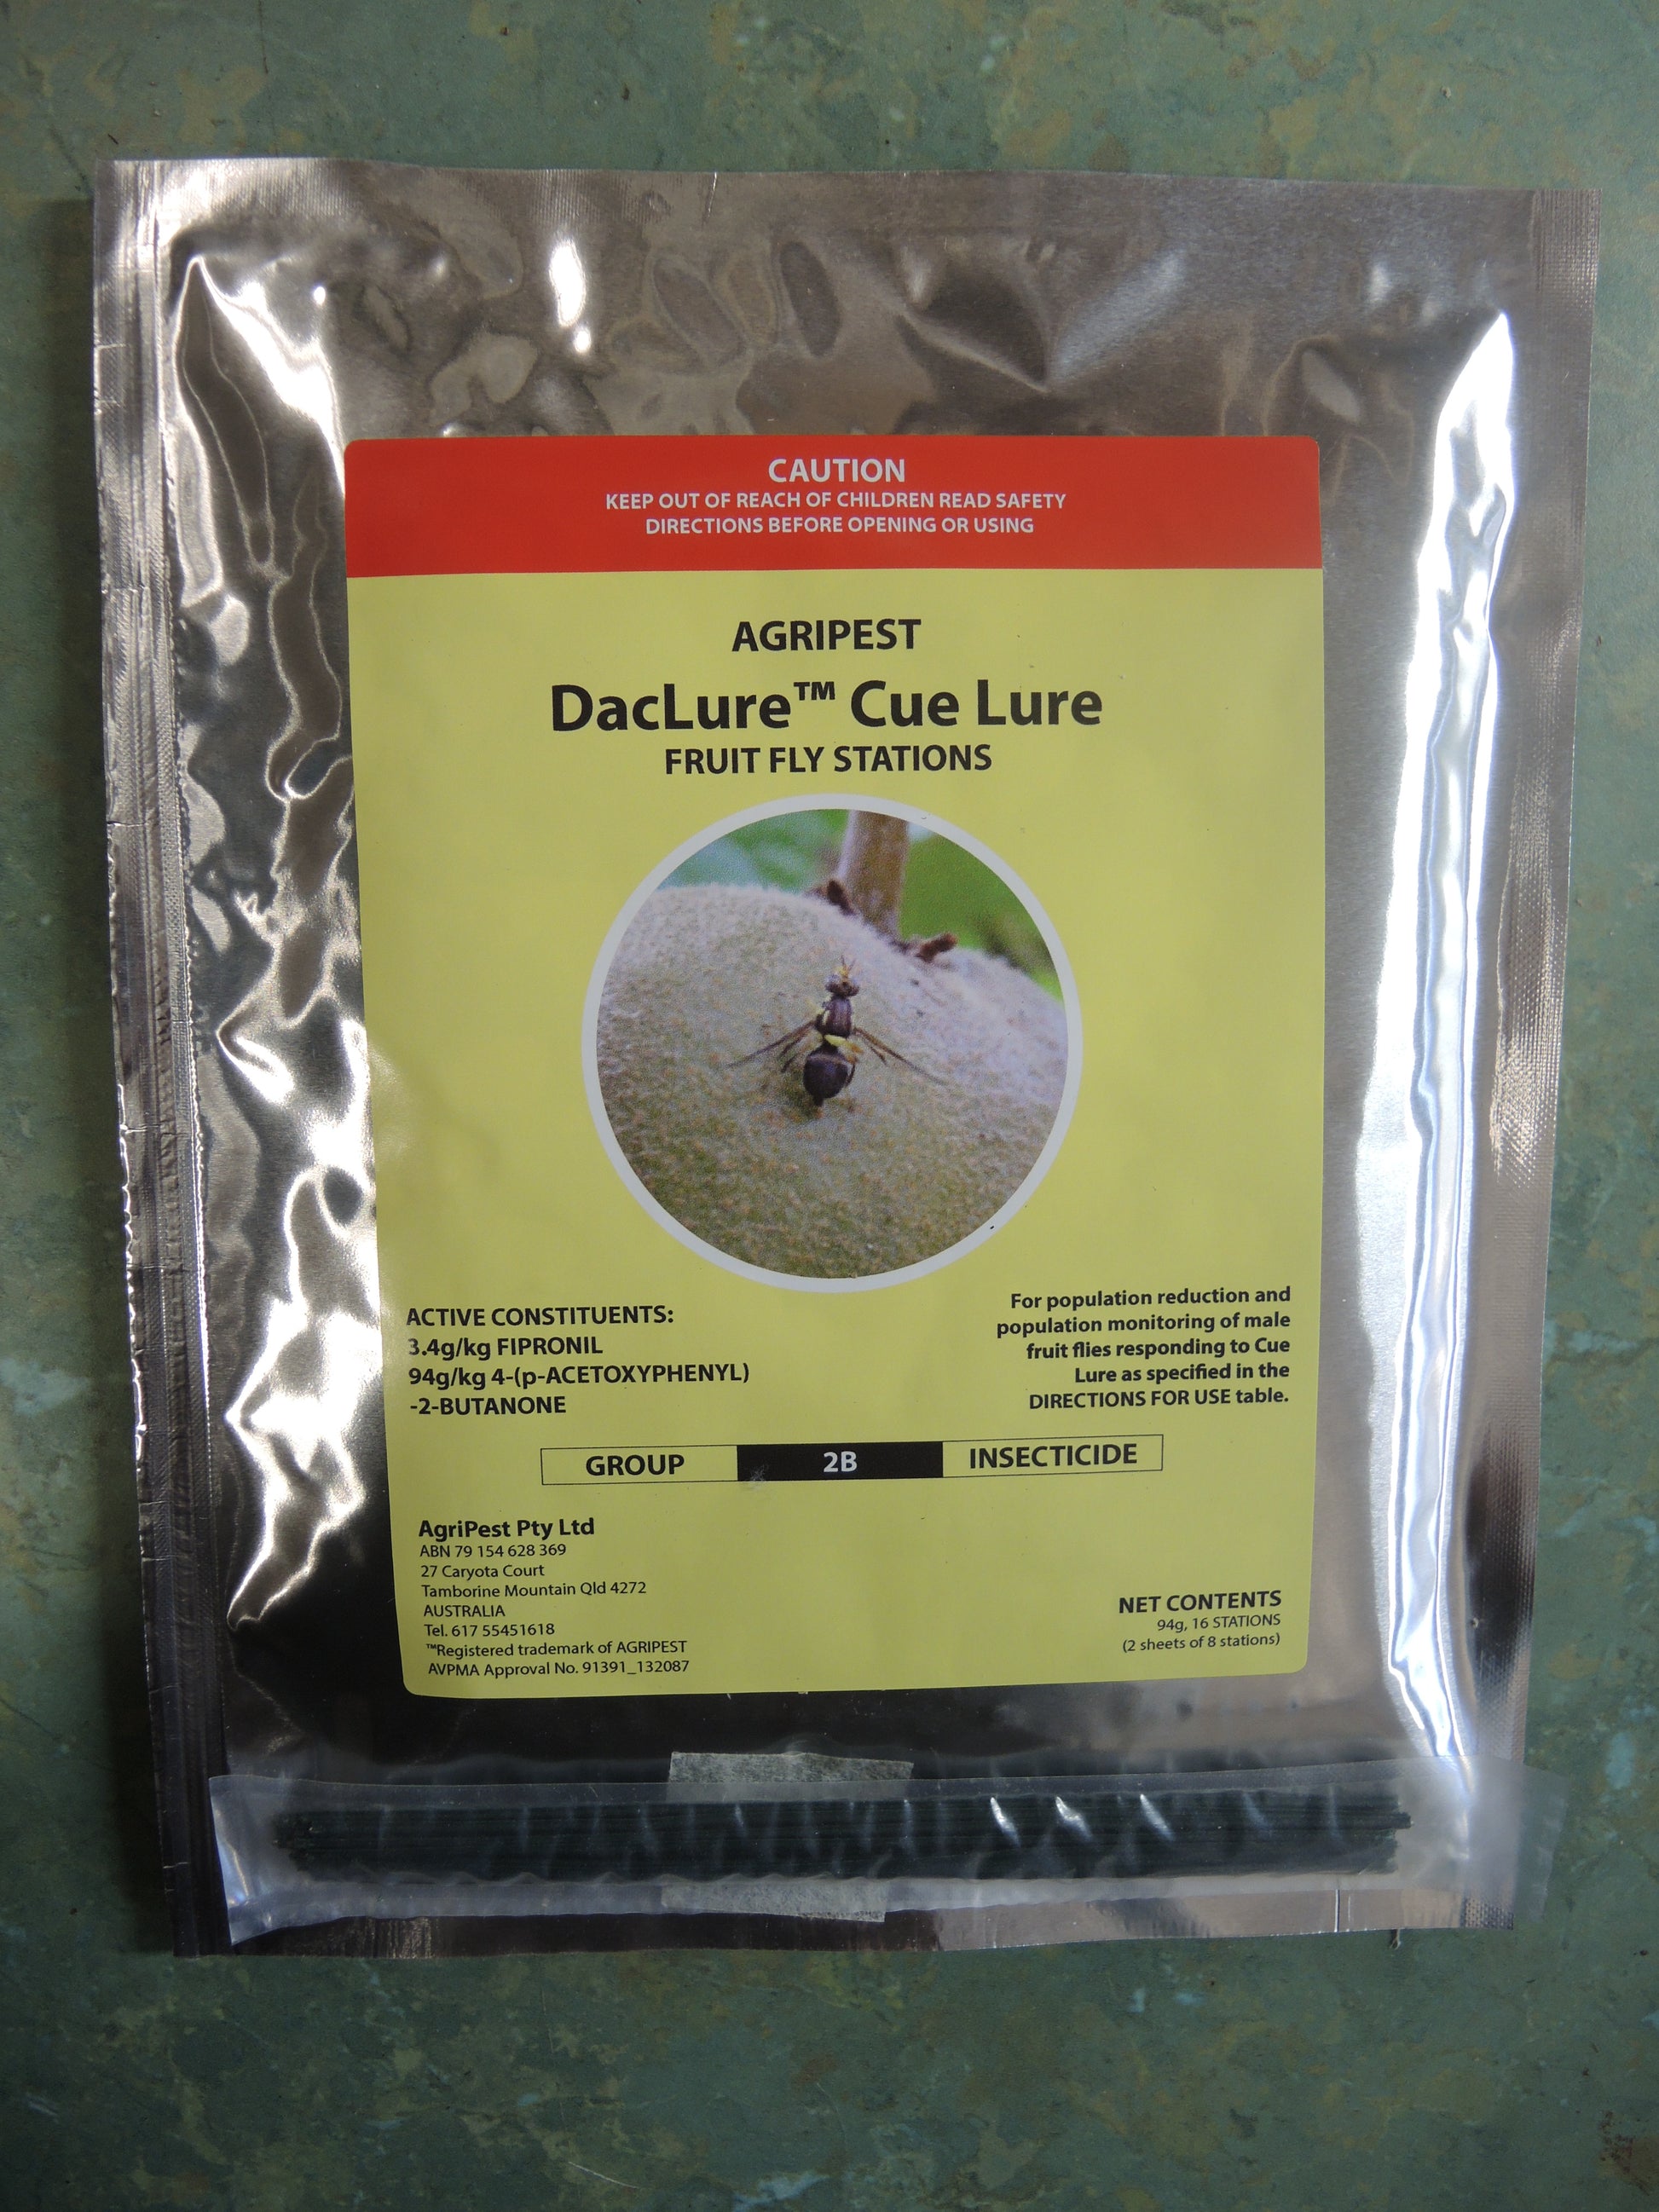 CAUTION
KEEP OUT OF REACH OF CHILDREN READ SAFETY
DIRECTIONS BEFORE OPENING OR USING
AGRIPEST
DacLure™ Cue Lure
FRUIT FLY STATIONS
ACTIVE CONSTITUENTS:
3.4g/kg FIPRONIL
94g/kg 4-(p-ACETOXYPHENYL)
-2-BUTANONE
For population reduction and
population monitoring of male
fruit flies responding to Cue
Lure as specified in the
DIRECTIONS FOR USE table.
GROUP 2B INSECTICIDE
AgriPest Pty Ltd
ABN 79 154 628 369
27 Caryota Court
Tamborine Mountain Qld 4272
AUSTRALIA
Tel. 617 55451618
™Registered trademark of AGRIPEST
AVPMA Approval No. 91391_132087
NET CONTENTS
94g, 16 STATIONS
(2 sheets of 8 stations)